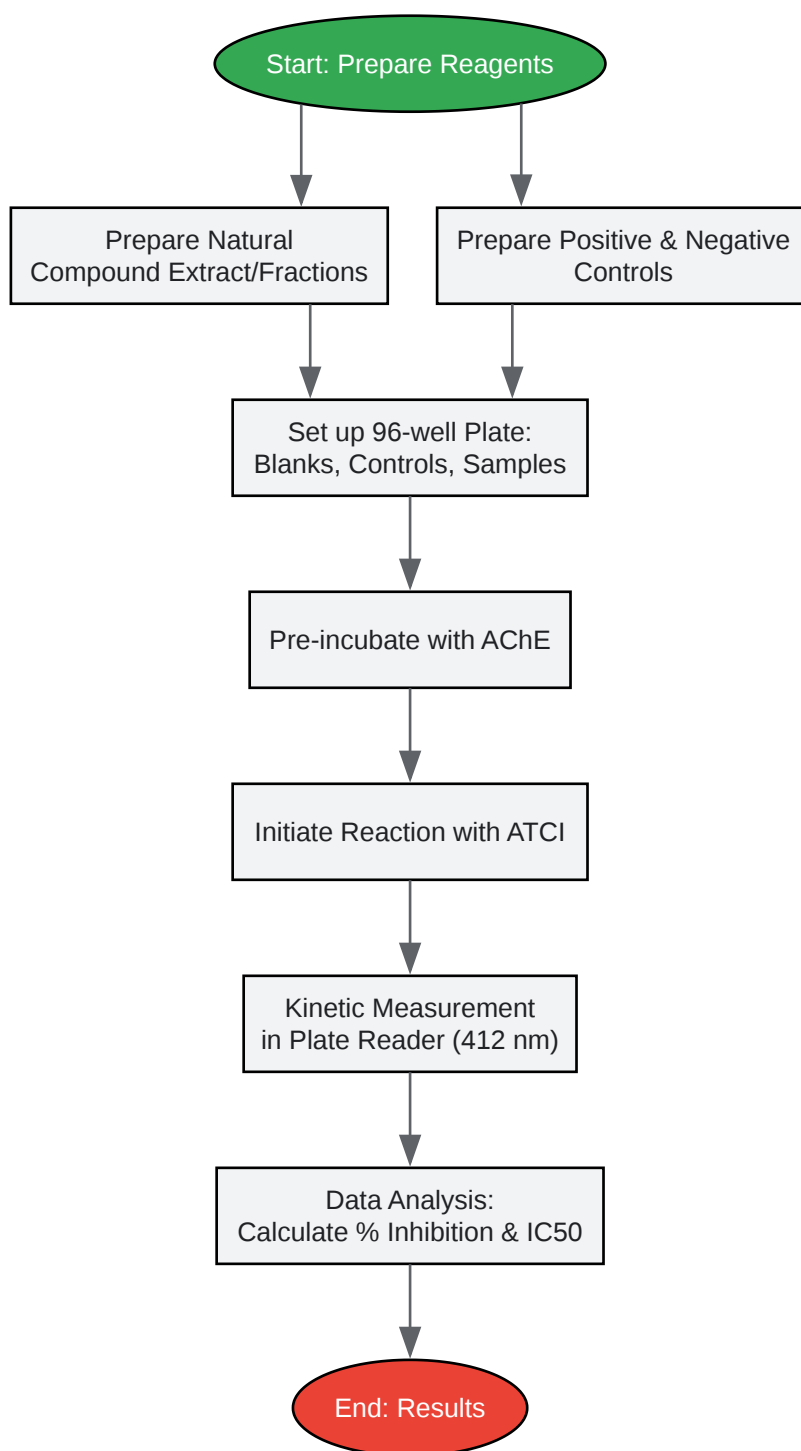 Start: Prepare Reagents
Prepare Natural
Compound Extract/Fractions
Prepare Positive & Negative
Controls
Set up 96-well Plate:
Blanks, Controls, Samples
Pre-incubate with AChE
Initiate Reaction with ATCI
Kinetic Measurement
in Plate Reader (412 nm)
Data Analysis:
Calculate % Inhibition & IC50
End: Results